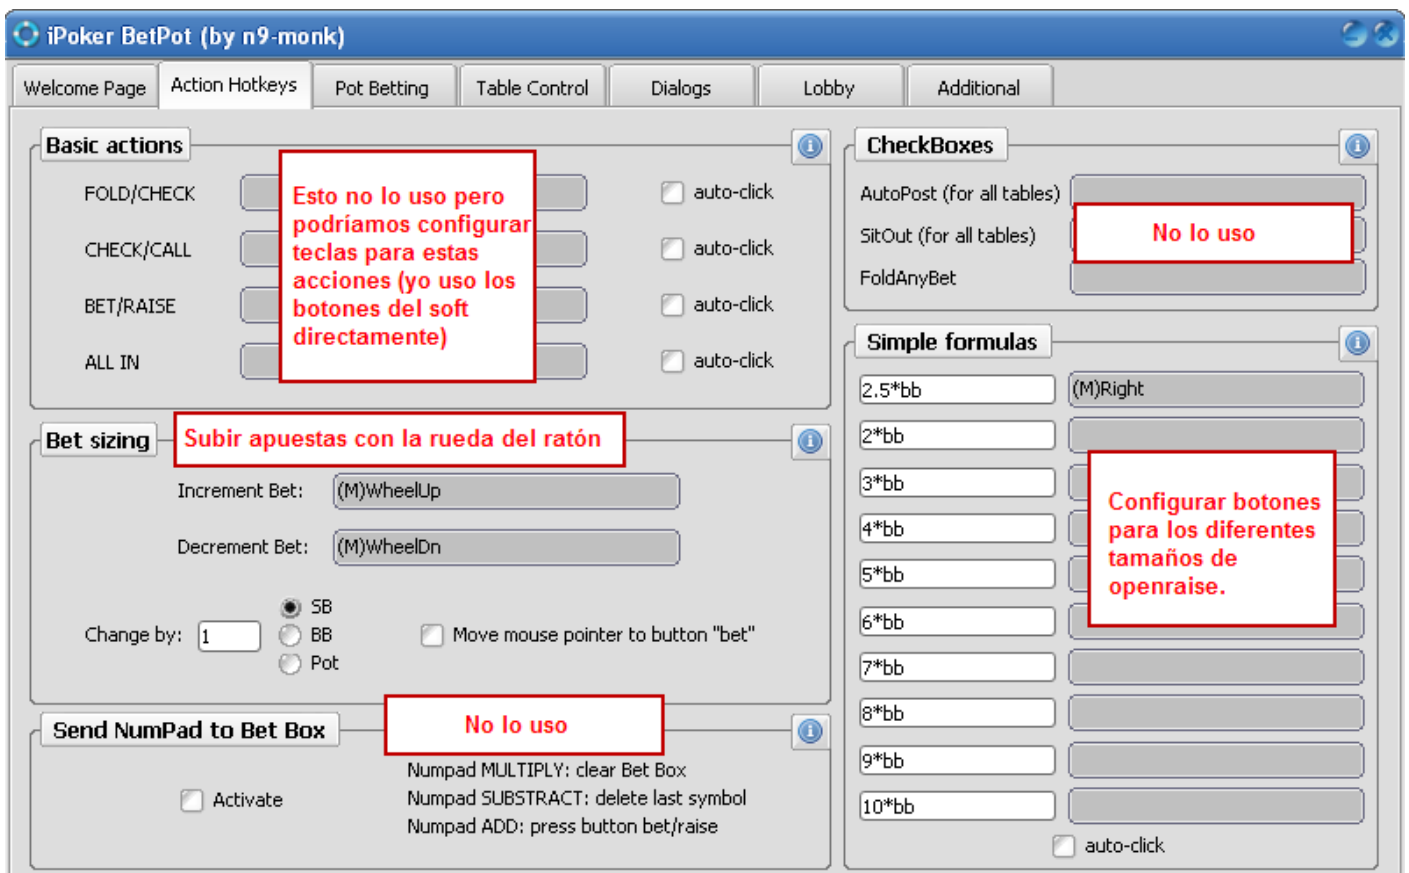 iPoker BetPot (by n9-monk)
Welcome Page
Action Hotkeys
Pot Betting
Table Control
Dialogs
Lobby
Additional
Basic actions
FOLD/CHECK
auto-click
CHECK/CALL
auto-click
BET/RAISE
auto-click
ALL IN
auto-click
Esto no lo uso pero
podríamos configurar
teclas para estas
acciones (yo uso los
botones del soft
directamente)
Bet sizing
Subir apuestas con la rueda del ratón
Increment Bet:
(M)WheelUp
Decrement Bet:
(M)WheelDn
Change by:
1
SB
BB
Pot
Move mouse pointer to button "bet"
Send NumPad to Bet Box
No lo uso
Activate
Numpad MULTIPLY: clear Bet Box
Numpad SUBSTRACT: delete last symbol
Numpad ADD: press button bet/raise
CheckBoxes
AutoPost (for all tables)
SitOut (for all tables)
FoldAnyBet
No lo uso
Simple formulas
2.5*bb
(M)Right
2*bb
3*bb
4*bb
5*bb
6*bb
7*bb
8*bb
9*bb
10*bb
Configurar botones
para los diferentes
tamaños de
openraise.
auto-click